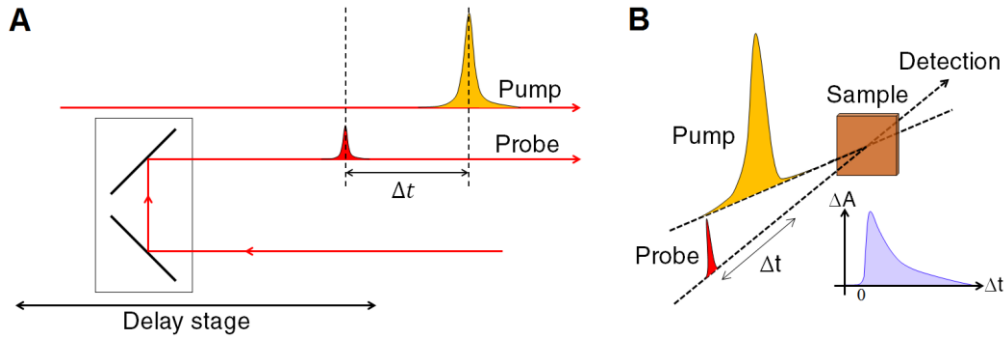 A
Pump
Probe
Δt
Delay stage
B
Detection
Sample
Pump
Probe
Δt
ΔA
0
Δt